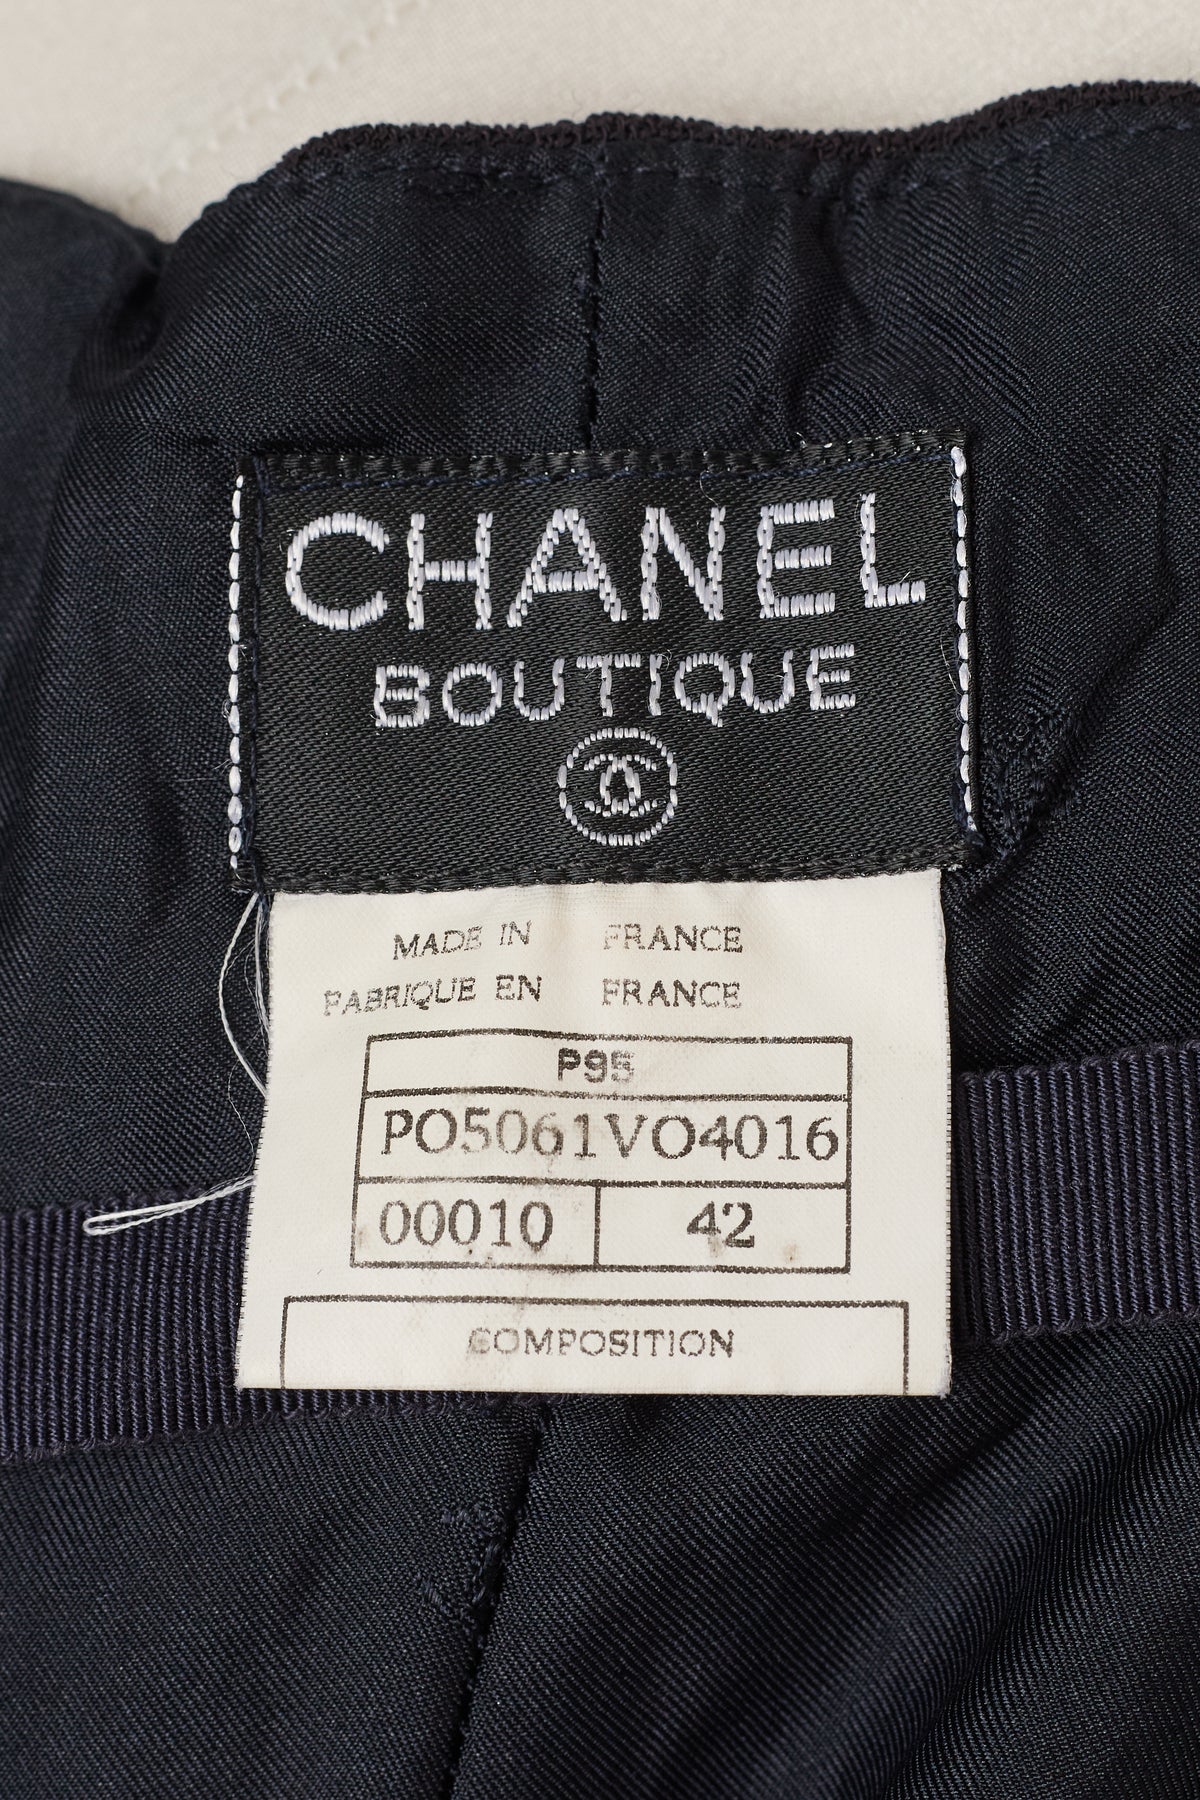 CHANEL
BOUTIQUE
MADE IN FRANCE
FABRIQUE EN FRANCE
P95
PO5061VO4016
00010 42
COMPOSITION